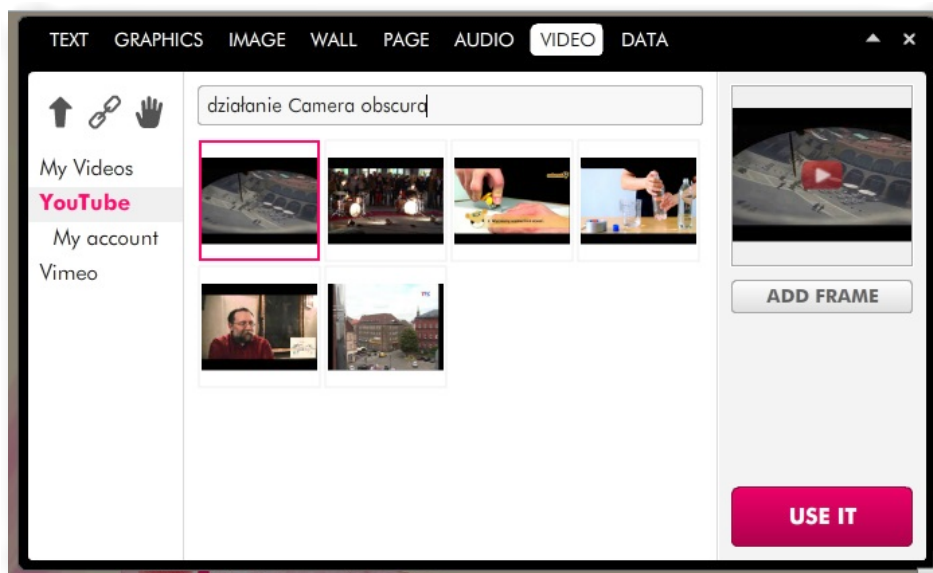 TEXT GRAPHICS IMAGE WALL PAGE AUDIO VIDEO DATA
działanie Camera obscura
My Videos
YouTube
My account
Vimeo
ADD FRAME
USE IT